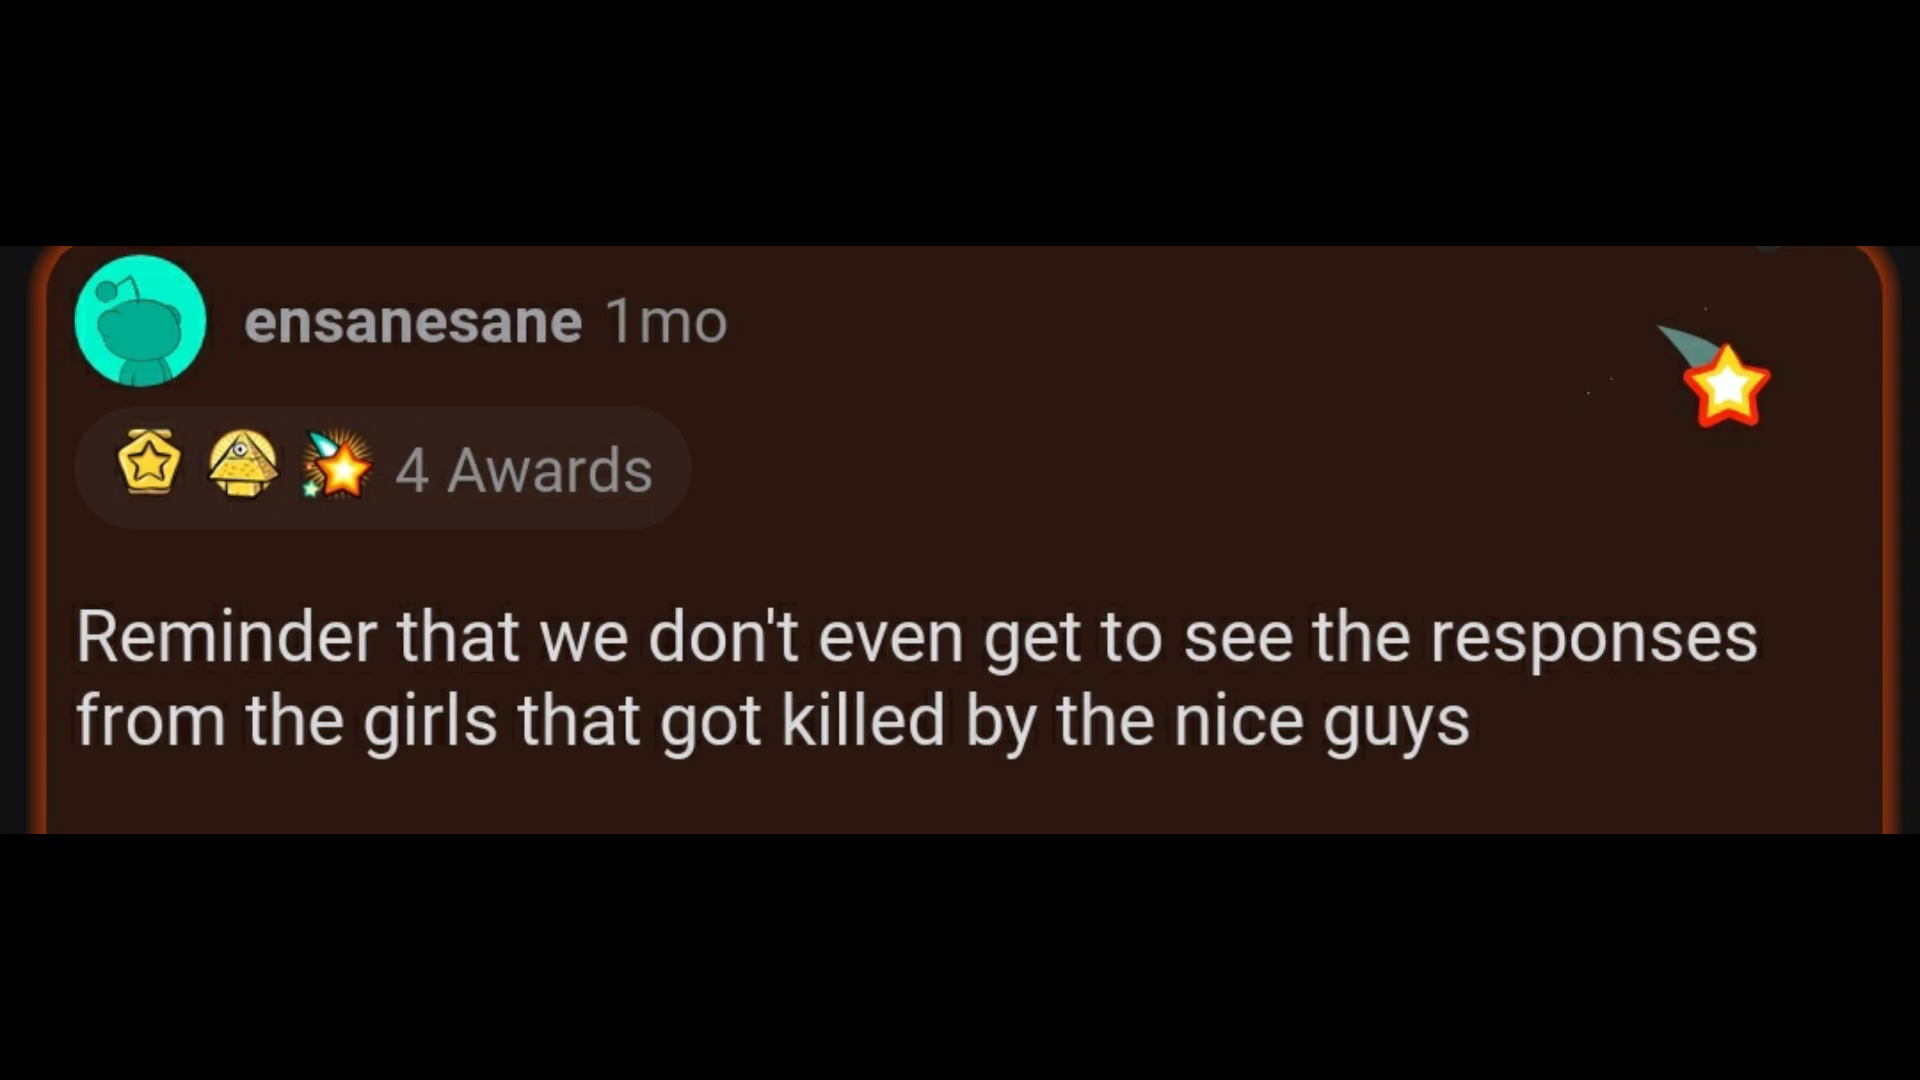 ensanesane 1mo
4 Awards
Reminder that we don't even get to see the responses
from the girls that got killed by the nice guys